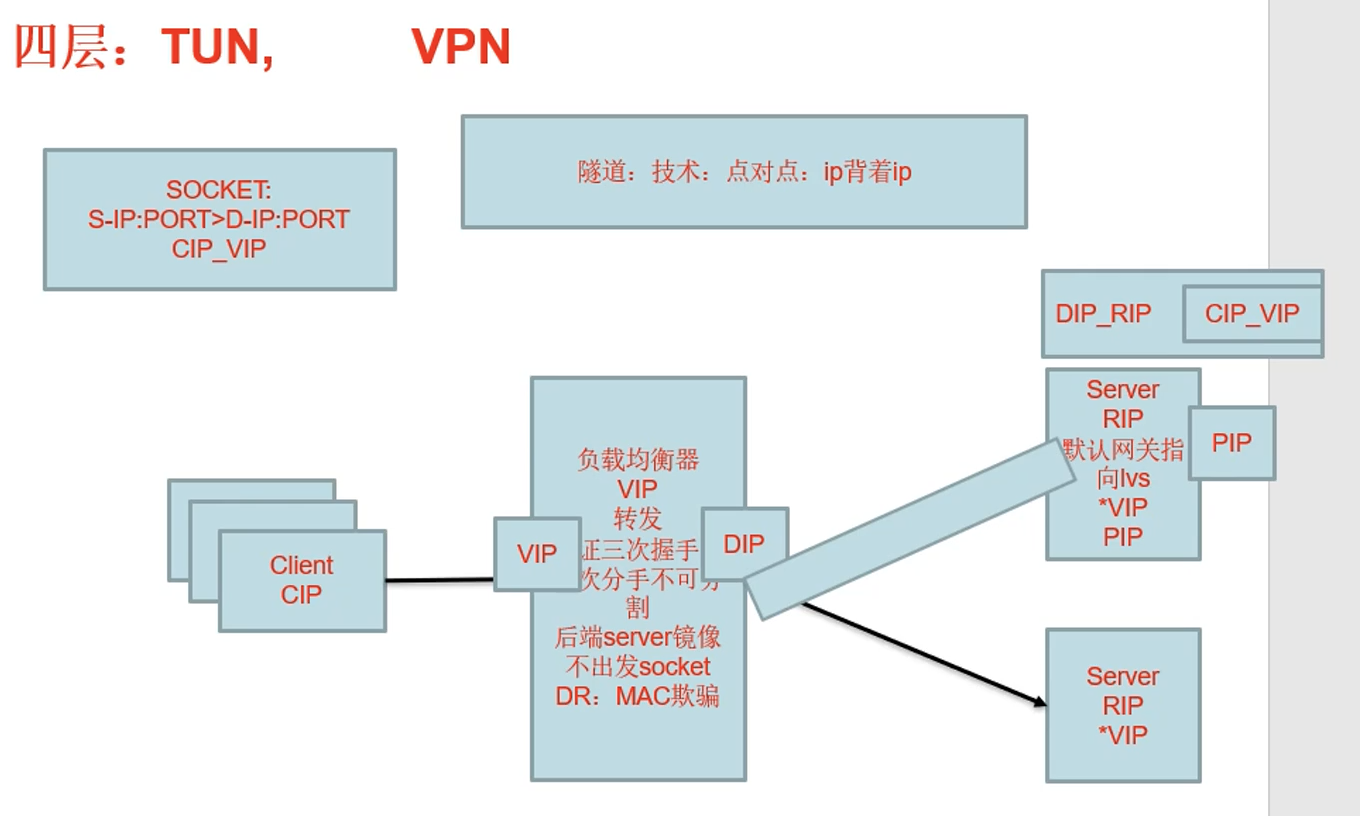 四层：TUN, VPN
隧道：技术：点对点：ip背着ip
SOCKET:
S-IP:PORT>D-IP:PORT
CIP_VIP
DIP_RIP
CIP_VIP
Server
RIP
默认网关指
向lvs
*VIP
PIP
PIP
负载均衡器
VIP
转发
证三次握手
次分手不可分
割
后端server镜像
不出发socket
DR：MAC欺骗
VIP
DIP
Client
CIP
Server
RIP
*VIP